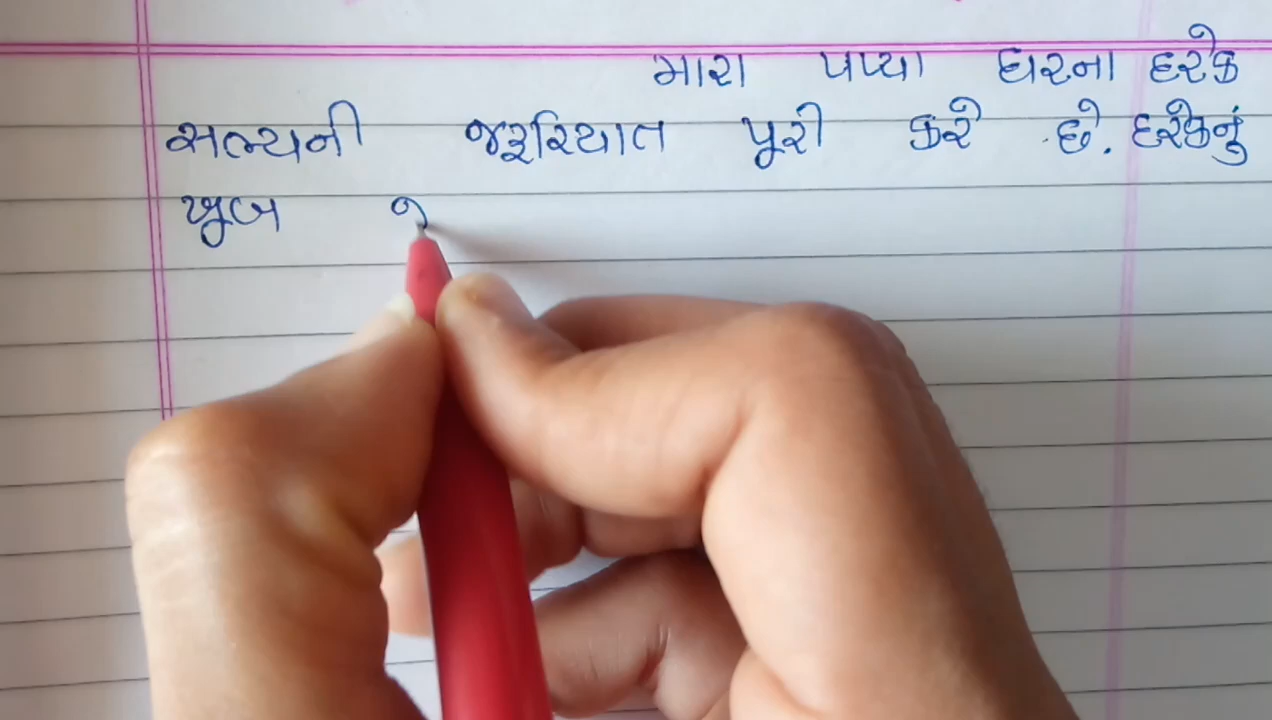 મારા પપ્પા ઘરના દરેક
સભ્યની જરૂરિયાત પૂરી કરે છે. દરેકનું
ખુબ